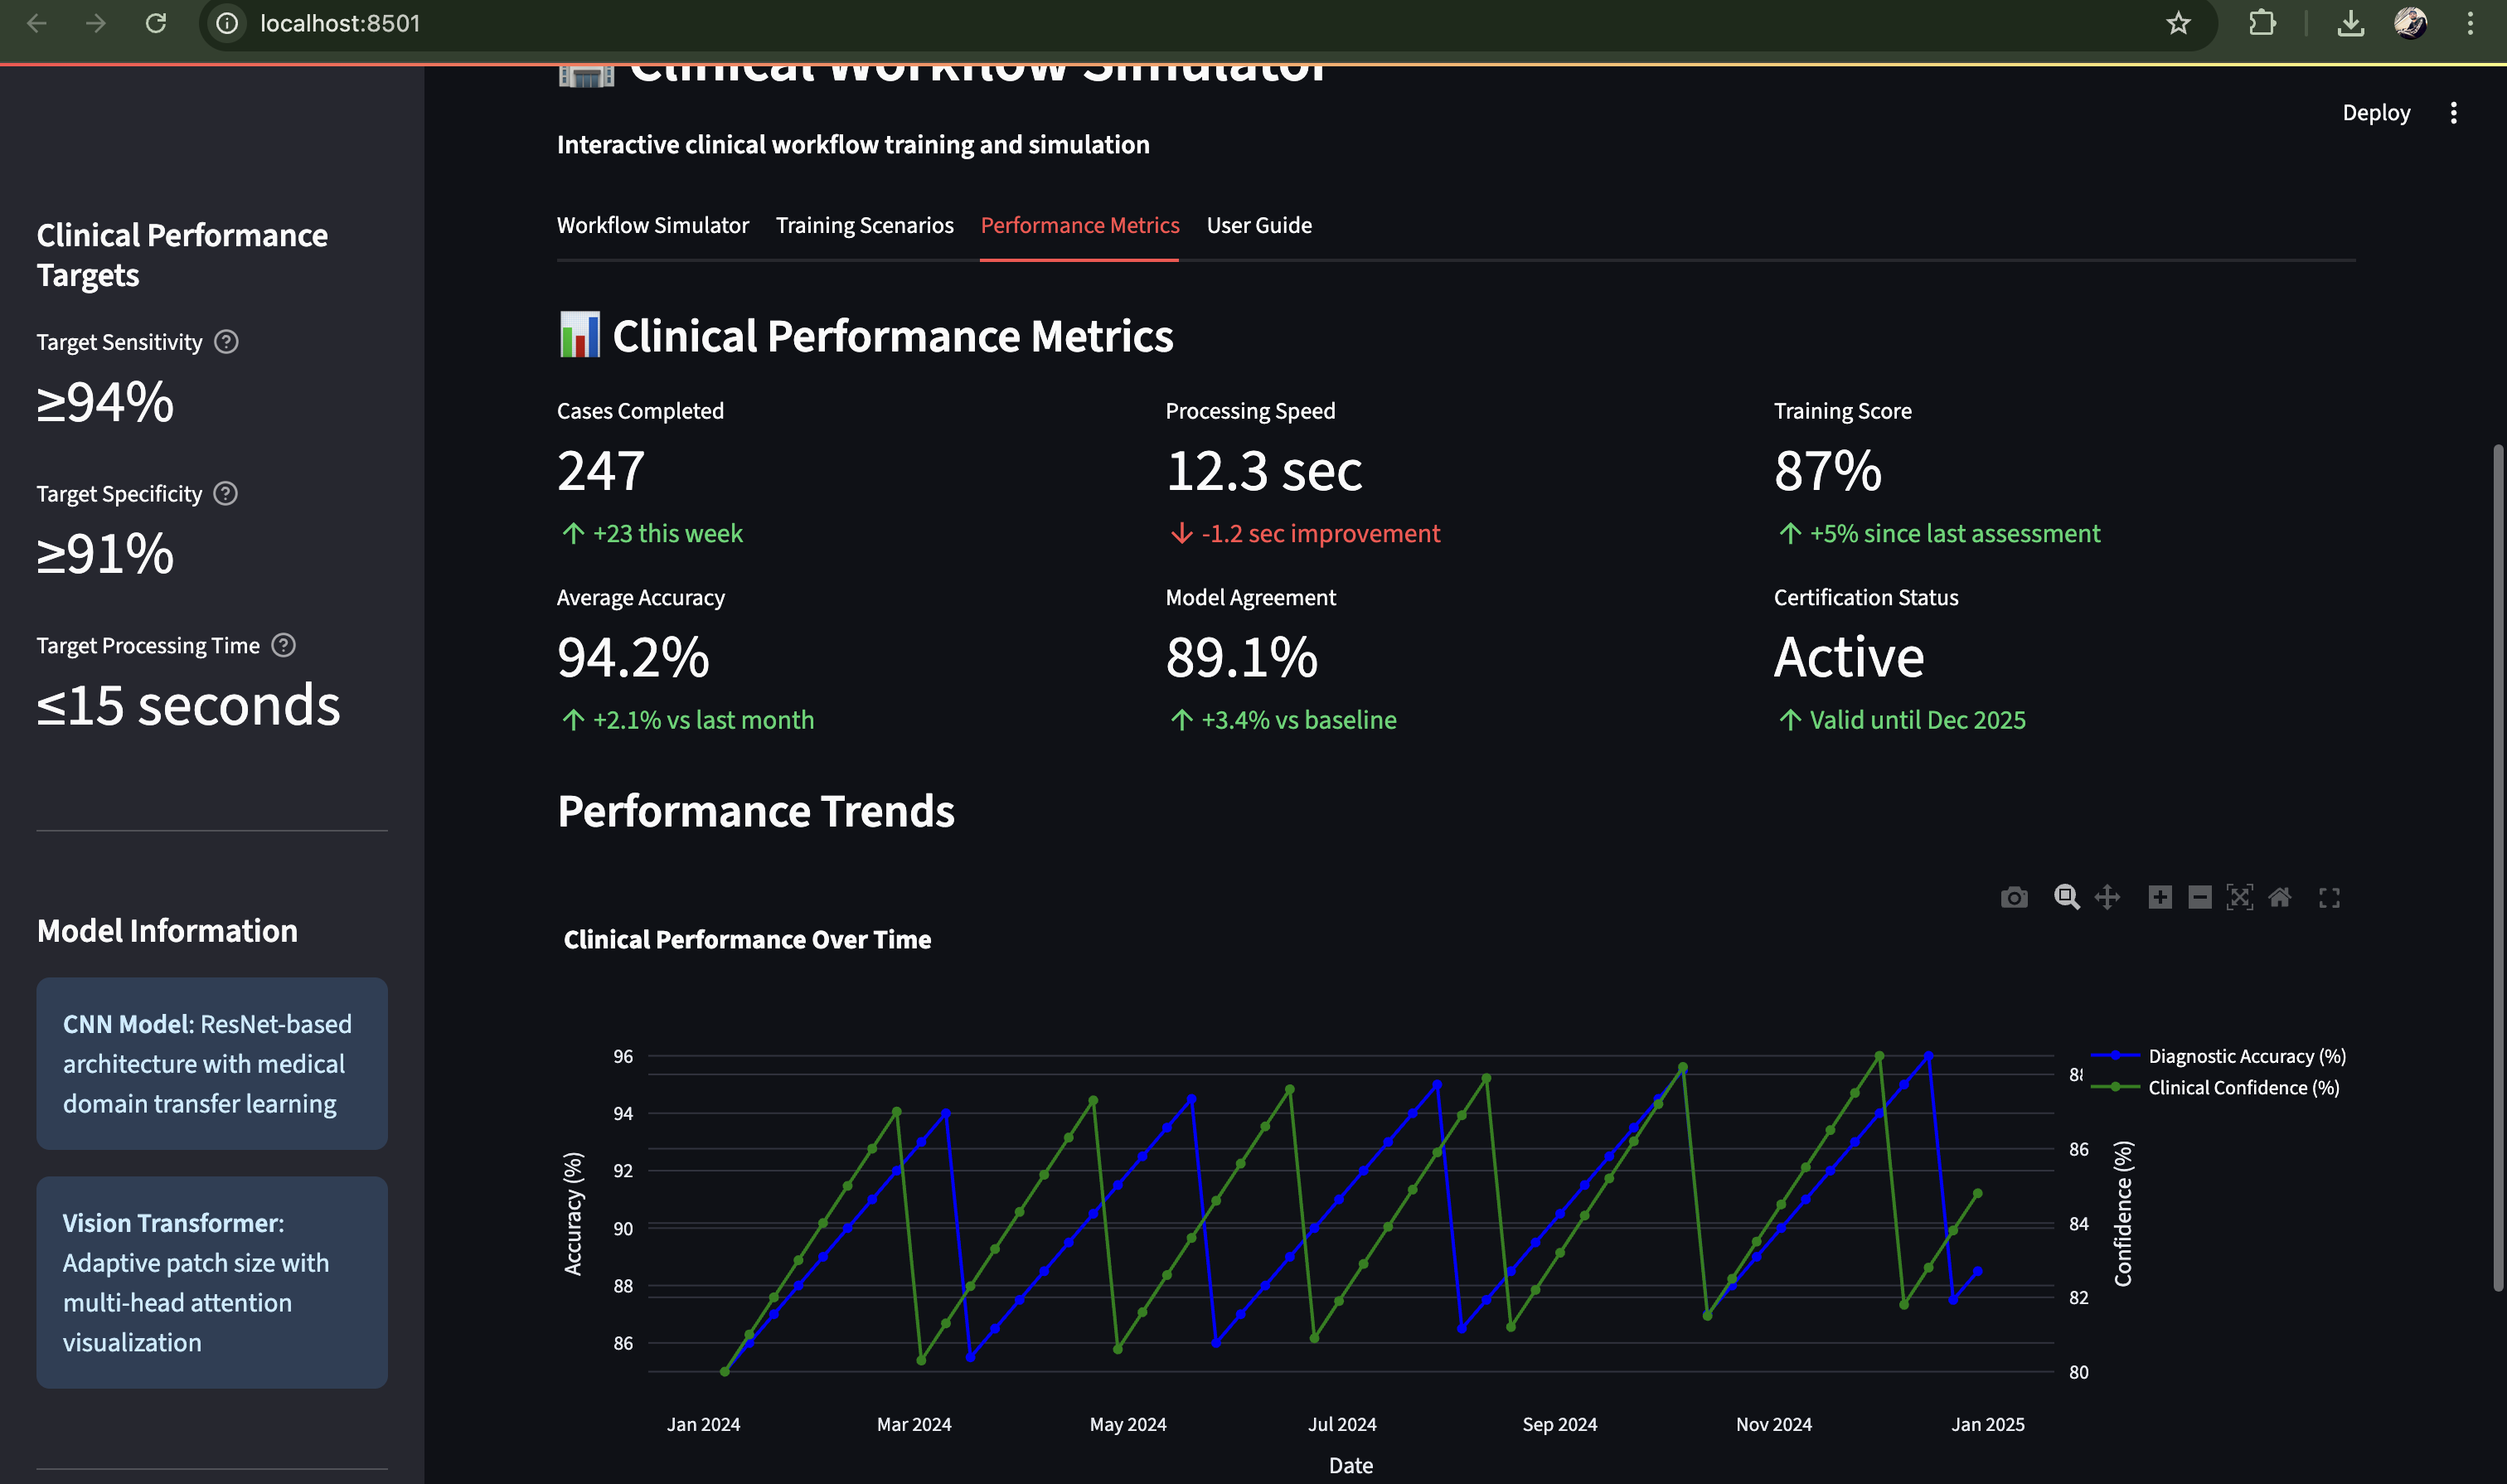 localhost:8501
Clinical Workflow Simulator
Deploy
Interactive clinical workflow training and simulation
Workflow Simulator Training Scenarios Performance Metrics User Guide
Clinical Performance
Targets
Target Sensitivity ?
≥94%
Target Specificity ?
≥91%
Target Processing Time ?
≤15 seconds
Model Information
CNN Model: ResNet-based
architecture with medical
domain transfer learning
Vision Transformer:
Adaptive patch size with
multi-head attention
visualization
Clinical Performance Metrics
Cases Completed
247
↑ +23 this week
Processing Speed
12.3 sec
↓ -1.2 sec improvement
Training Score
87%
↑ +5% since last assessment
Average Accuracy
94.2%
↑ +2.1% vs last month
Model Agreement
89.1%
↑ +3.4% vs baseline
Certification Status
Active
↑ Valid until Dec 2025
Performance Trends
Clinical Performance Over Time
Diagnostic Accuracy (%)
Clinical Confidence (%)
Accuracy (%)
96
94
92
90
88
86
86
84
82
80
Confidence (%)
Jan 2024 Mar 2024 May 2024 Jul 2024 Sep 2024 Nov 2024 Jan 2025
Date